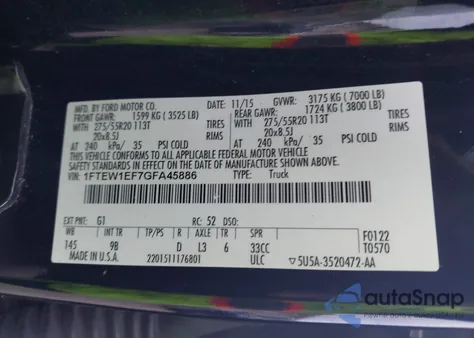 MFD. BY FORD MOTOR CO.
DATE: 11/15 GVWR: 3175 KG ( 7000 LB)
FRONT GAWR: 1599 KG ( 3525 LB) REAR GAWR: 1724 KG ( 3800 LB)
WITH 275/55R20 113T TIRES WITH 275/55R20 113T TIRES
20x8.5J RIMS 20x8.5J RIMS
AT 240 kPa/ 35 PSI COLD AT 240 kPa/ 35 PSI COLD
THIS VEHICLE CONFORMS TO ALL APPLICABLE FEDERAL MOTOR VEHICLE
SAFETY STANDARDS IN EFFECT ON THE DATE OF MANUFACTURE SHOWN ABOVE.
VIN: 1FTEW1EF7GFA45886 TYPE: Truck
EXT PNT: G1 RC: 52 DSO: F0122
WB INT TR TP/PS R AXLE TR SPR T0570
145 9B D L3 6 33CC
MADE IN U.S.A. 2201511176801 ULC 5U5A-3520472-AA
autoSnap